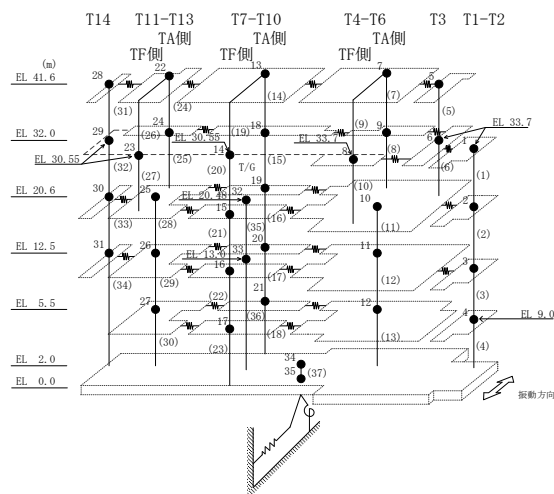 T14 T11-T13 T7-T10 T4-T6 T3 T1-T2
TA側 TA側 TA側
TF側 TF側 TF側
(m)
22 13 7
EL 41.6 28 5
(31) (24) (14) (7) (5)
EL 32.0 29 24 18 9 6 EL 33.7 1
(26) (19) (9)
EL 30.55 EL 33.7
EL 30.55 23 14 8 (8) (6) (1)
(32) (25) (20) T/G (15)
(27) (10)
EL 20.6 30 25 EL 20.48 32 19 10 2
15
(33) (28) (35) (16) (11) (2)
(21)
EL 12.5 31 26 EL 13.0 33 20 11 3
16
(34) (29) (17) (12) (3)
EL 5.5 27 (22) 21 12 4 EL 9.0
17 (36)
(30) (18) (13) (4)
(23)
EL 2.0 34
EL 0.0 35 (37)
振動方向